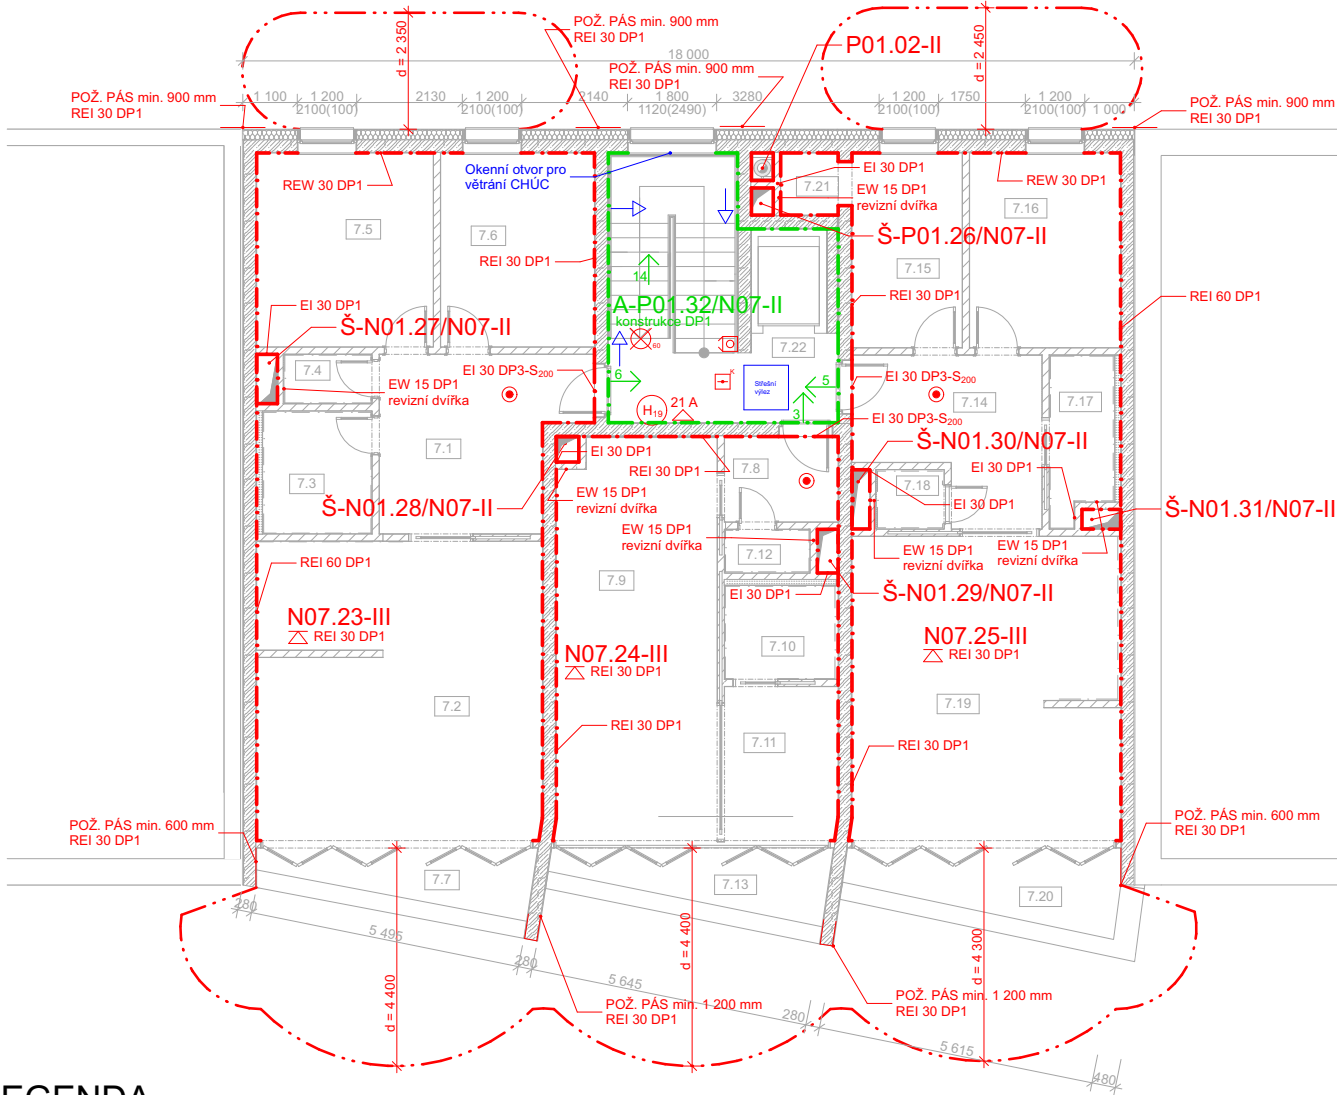 POŽ. PÁS min. 900 mm
REI 30 DP1
P01.02-II
18 000
d = 2 350
d = 2 450
POŽ. PÁS min. 900 mm
REI 30 DP1
POŽ. PÁS min. 900 mm
REI 30 DP1
POŽ. PÁS min. 900 mm
REI 30 DP1
1 100
1 200
2100(100)
2130
1 200
2100(100)
2140
1 800
1120(2490)
3280
1 200
2100(100)
1750
1 200
2100(100)
1 000
Okenní otvor pro
větrání CHÚC
EI 30 DP1
REW 30 DP1
REW 30 DP1
EW 15 DP1
revizní dvířka
7.21
7.16
7.5
7.6
Š-P01.26/N07-II
REI 30 DP1
7.15
14
A-P01.32/N07-II
konstrukce DP1
REI 30 DP1
REI 60 DP1
EI 30 DP1
Š-N01.27/N07-II
60
7.22
7.4
EI 30 DP3-S200
6
K
Střešní
výlez
5
EI 30 DP3-S200
EW 15 DP1
revizní dvířka
H19
21 A
3
7.14
7.17
EI 30 DP3-S200
7.1
EI 30 DP1
REI 30 DP1
7.8
Š-N01.30/N07-II
EI 30 DP1
7.3
7.18
Š-N01.28/N07-II
EW 15 DP1
revizní dvířka
EI 30 DP1
Š-N01.31/N07-II
EW 15 DP1
revizní dvířka
7.12
EW 15 DP1
revizní dvířka
EW 15 DP1
revizní dvířka
REI 60 DP1
7.9
EI 30 DP1
Š-N01.29/N07-II
N07.23-III
REI 30 DP1
N07.24-III
REI 30 DP1
7.10
N07.25-III
REI 30 DP1
7.2
7.19
REI 30 DP1
7.11
REI 30 DP1
POŽ. PÁS min. 600 mm
REI 30 DP1
POŽ. PÁS min. 600 mm
REI 30 DP1
7.7
7.13
7.20
280
5 495
280
5 645
280
5 615
480
d = 4 400
d = 4 400
d = 4 300
POŽ. PÁS min. 1 200 mm
REI 30 DP1
POŽ. PÁS min. 1 200 mm
REI 30 DP1